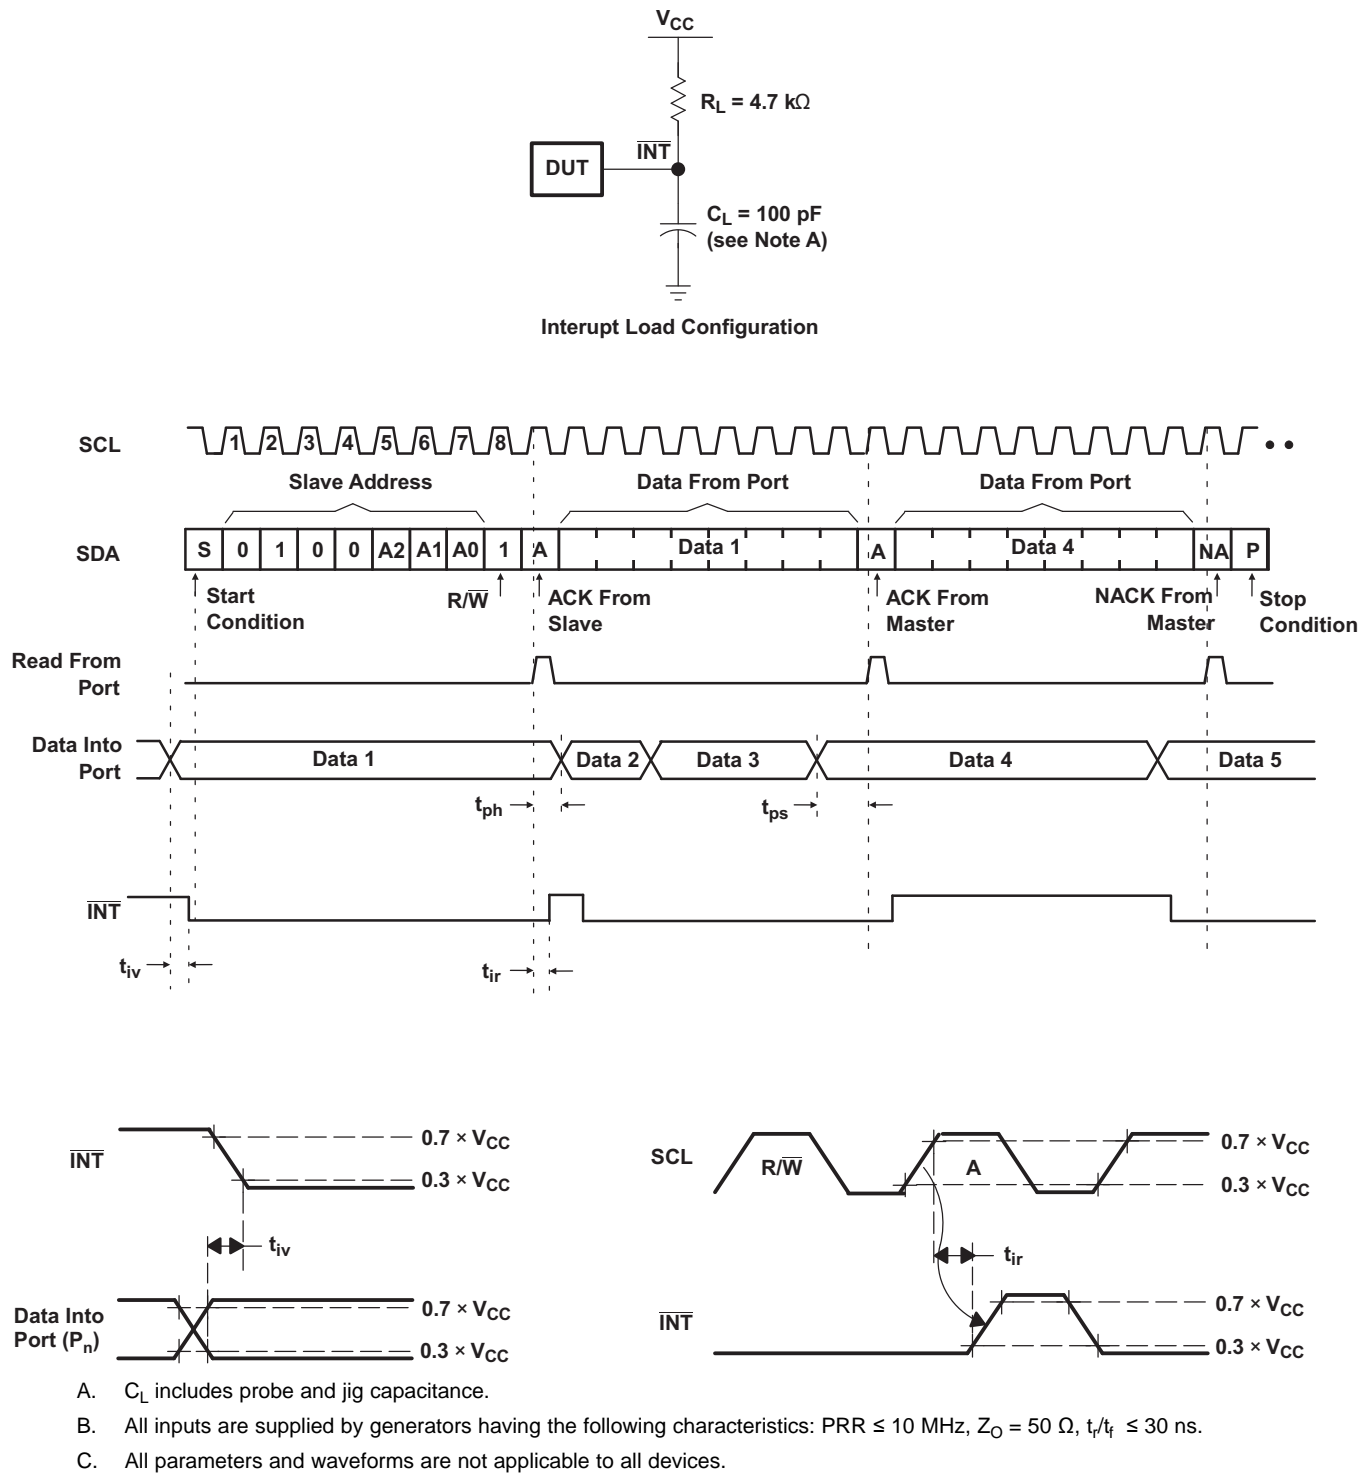 VCC
RL = 4.7 kΩ
INT
DUT
CL = 100 pF
(see Note A)
Interupt Load Configuration
SCL
1 2 3 4 5 6 7 8
Slave Address
Data From Port
Data From Port
SDA
S 0 1 0 0 A2 A1 A0 1 A Data 1 A Data 4 NA P
Start
Condition
R/W
ACK From
Slave
ACK From
Master
NACK From
Master
Stop
Condition
Read From
Port
Data Into
Port
Data 1 Data 2 Data 3 Data 4 Data 5
tph
tps
INT
tiv
tir
INT
0.7 × VCC
0.3 × VCC
tiv
Data Into
Port (Pn)
0.7 × VCC
0.3 × VCC
SCL
R/W
A
0.7 × VCC
0.3 × VCC
tir
INT
0.7 × VCC
0.3 × VCC
A. CL includes probe and jig capacitance.
B. All inputs are supplied by generators having the following characteristics: PRR ≤ 10 MHz, ZO = 50 Ω, tr/tf ≤ 30 ns.
C. All parameters and waveforms are not applicable to all devices.